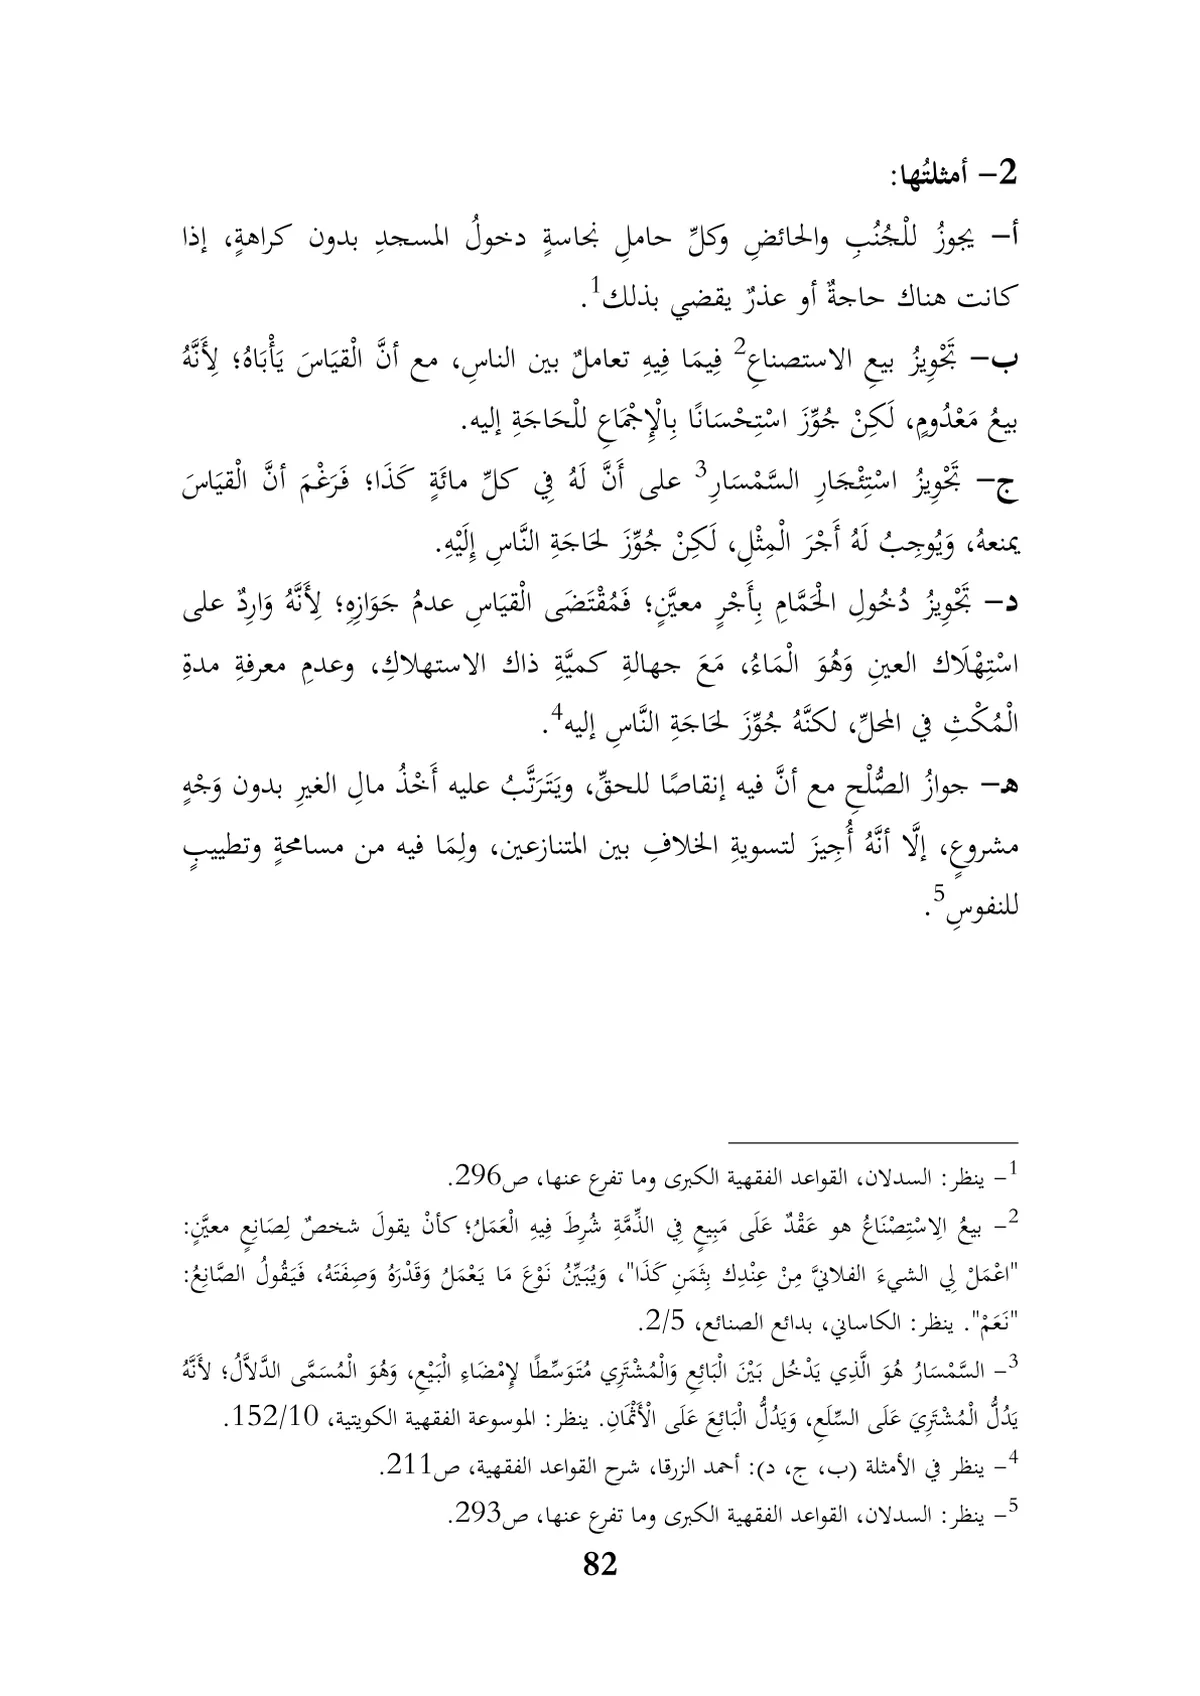 2- أمثلتُها:
أ- يجوزُ للْجُنُبِ والحائضِ وكلِّ حاملِ نجاسةٍ دخولُ المسجدِ بدون كراهةٍ، إذا
كانت هناك حاجةٌ أو عذرٌ يقضي بذلك1.
ب- تَجْوِيزُ بيعِ الاستصناعِ2 فِيمَا فِيهِ تعاملٌ بين الناسِ، مع أنَّ الْقيَاسَ يَأْبَاهُ؛ لِأَنَّهُ
بيعُ مَعْدُومٍ، لَكِنْ جُوِّزَ اسْتِحْسَانًا بِالْإِجْمَاعِ للْحَاجَةِ إليه.
ج- تَجْوِيزُ اسْتِئْجَارِ السَّمْسَارِ3 على أَنَّ لَهُ فِي كلِّ مائَةٍ كَذَا؛ فَرَغْمَ أنَّ الْقيَاسَ
يمنعهُ، وَيُوجِبُ لَهُ أَجْرَ الْمِثْلِ، لَكِنْ جُوِّزَ لحَاجَةِ النَّاسِ إِلَيْهِ.
د- تَجْوِيزُ دُخُولِ الْحَمَّامِ بِأَجْرٍ معيَّنٍ؛ فَمُقْتَضَى الْقيَاسِ عدمُ جَوَازِهِ؛ لِأَنَّهُ وَارِدٌ على
اسْتِهْلَاك العينِ وَهُوَ الْمَاءُ، مَعَ جهالةِ كميَّةِ ذاك الاستهلاكِ، وعدمِ معرفةِ مدةِ
الْمُكْثِ في المحلِّ، لكنَّهُ جُوِّزَ لحَاجَةِ النَّاسِ إليه4.
هـ- جوازُ الصُّلْحِ مع أنَّ فيه إنقاصًا للحقِّ، ويَتَرَتَّبُ عليه أَخْذُ مالِ الغيرِ بدون وَجْهٍ
مشروعٍ، إلَّا أنَّهُ أُجِيزَ لتسويةِ الخلافِ بين المتنازعين، ولِمَا فيه من مسامحةٍ وتطييبٍ
للنفوسِ5.
1- ينظر: السدلان، القواعد الفقهية الكبرى وما تفرع عنها، ص296.
2- بيعُ الِاسْتِصْنَاعُ هو عَقْدٌ عَلَى مَبِيعٍ فِي الذِّمَّةِ شُرِطَ فِيهِ الْعَمَلُ؛ كأنْ يقولَ شخصٌ لِصَانِعٍ معيَّنٍ:
"اعْمَلْ لِي الشيءَ الفلانيَّ مِنْ عِنْدِك بِثَمَنِ كَذَا"، وَيُبَيِّنُ نَوْعَ مَا يَعْمَلُ وَقَدْرَهُ وَصِفَتَهُ، فَيَقُولُ الصَّانِعُ:
"نَعَمْ". ينظر: الكاساني، بدائع الصنائع، 2/5.
3- السَّمْسَارُ هُوَ الَّذِي يَدْخُل بَيْنَ الْبَائِعِ وَالْمُشْتَرِي مُتَوَسِّطًا لإِمْضَاءِ الْبَيْعِ، وَهُوَ الْمُسَمَّى الدَّلاَّلُ؛ لأَنَّهُ
يَدُلُّ الْمُشْتَرِيَ عَلَى السِّلَعِ، وَيَدُلُّ الْبَائِعَ عَلَى الْأَثْمَانِ. ينظر: الموسوعة الفقهية الكويتية، 152/10.
4- ينظر في الأمثلة (ب، ج، د): أحمد الزرقا، شرح القواعد الفقهية، ص211.
5- ينظر: السدلان، القواعد الفقهية الكبرى وما تفرع عنها، ص293.
82